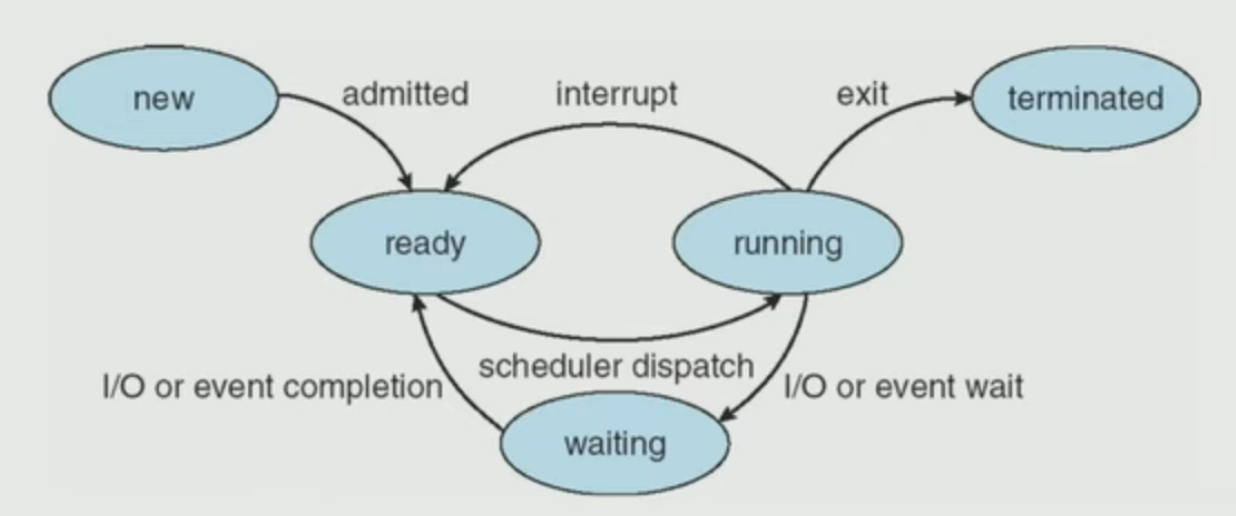 new
admitted
interrupt
exit
terminated
ready
running
scheduler dispatch
I/O or event completion
I/O or event wait
waiting